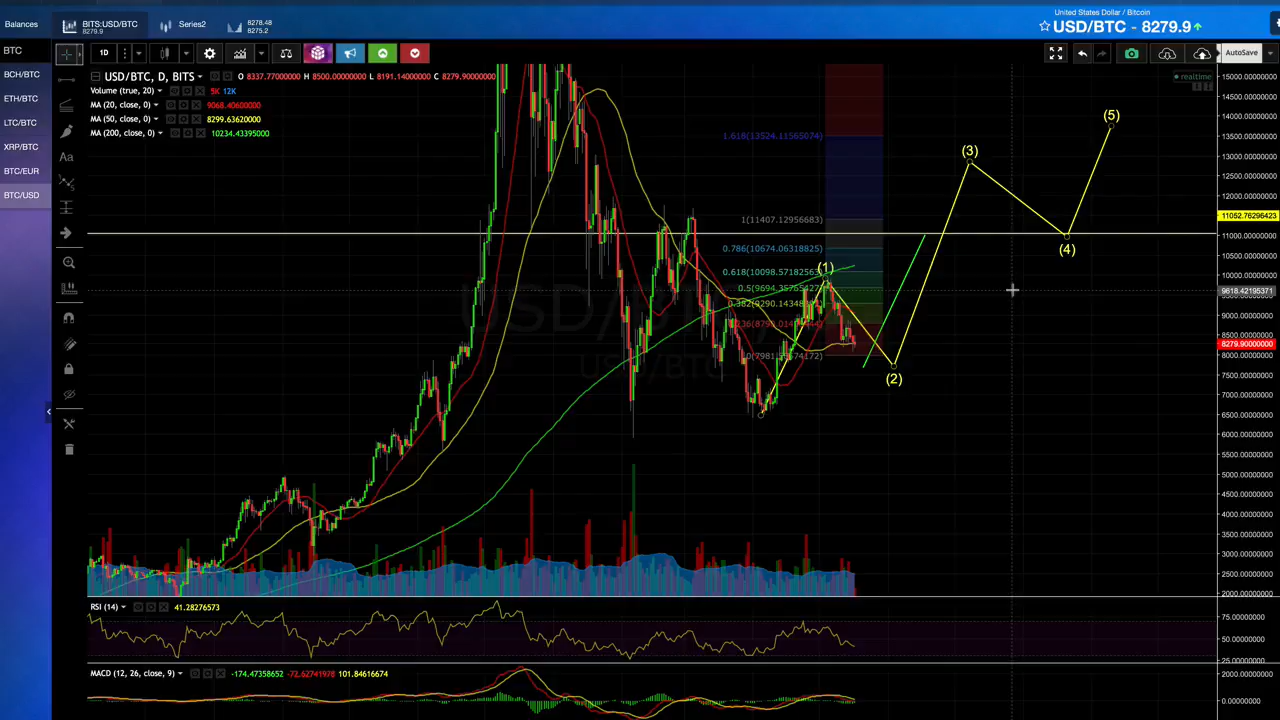 Balances
BITS:USD/BTC
8279.9
Series2
8278.48
8275.2
United States Dollar / Bitcoin
USD/BTC - 8279.9
BTC
1D
AutoSave
BCH/BTC
ETH/BTC
LTC/BTC
XRP/BTC
BTC/EUR
BTC/USD
USD/BTC, D, BITS
O 8337.77000000 H 8500.00000000 L 8191.14000000 C 8279.90000000
realtime
Volume (true, 20) 5K 12K
MA (20, close, 0) 9068.40600000
MA (50, close, 0) 8299.63620000
MA (200, close, 0) 10234.43395000
Aa
1.618(13524.11565074)
1(11407.12956683)
0.786(10674.06318825)
0.618(10098.57182563)
0.5(9694.35765427)
(1)
(2)
(3)
(4)
(5)
15000.00000000
14500.00000000
14000.00000000
13500.00000000
13000.00000000
12500.00000000
12000.00000000
11052.76296423
11000.00000000
10500.00000000
10000.00000000
9618.42195371
9000.00000000
8500.00000000
8279.90000000
8000.00000000
7500.00000000
7000.00000000
6500.00000000
6000.00000000
5500.00000000
5000.00000000
4500.00000000
4000.00000000
3500.00000000
3000.00000000
2500.00000000
2000.00000000
RSI (14) 41.28276573
75.00000000
50.00000000
25.00000000
MACD (12, 26, close, 9) -174.47358652 -72.62741978 101.84616674
2000.00000000
0.00000000